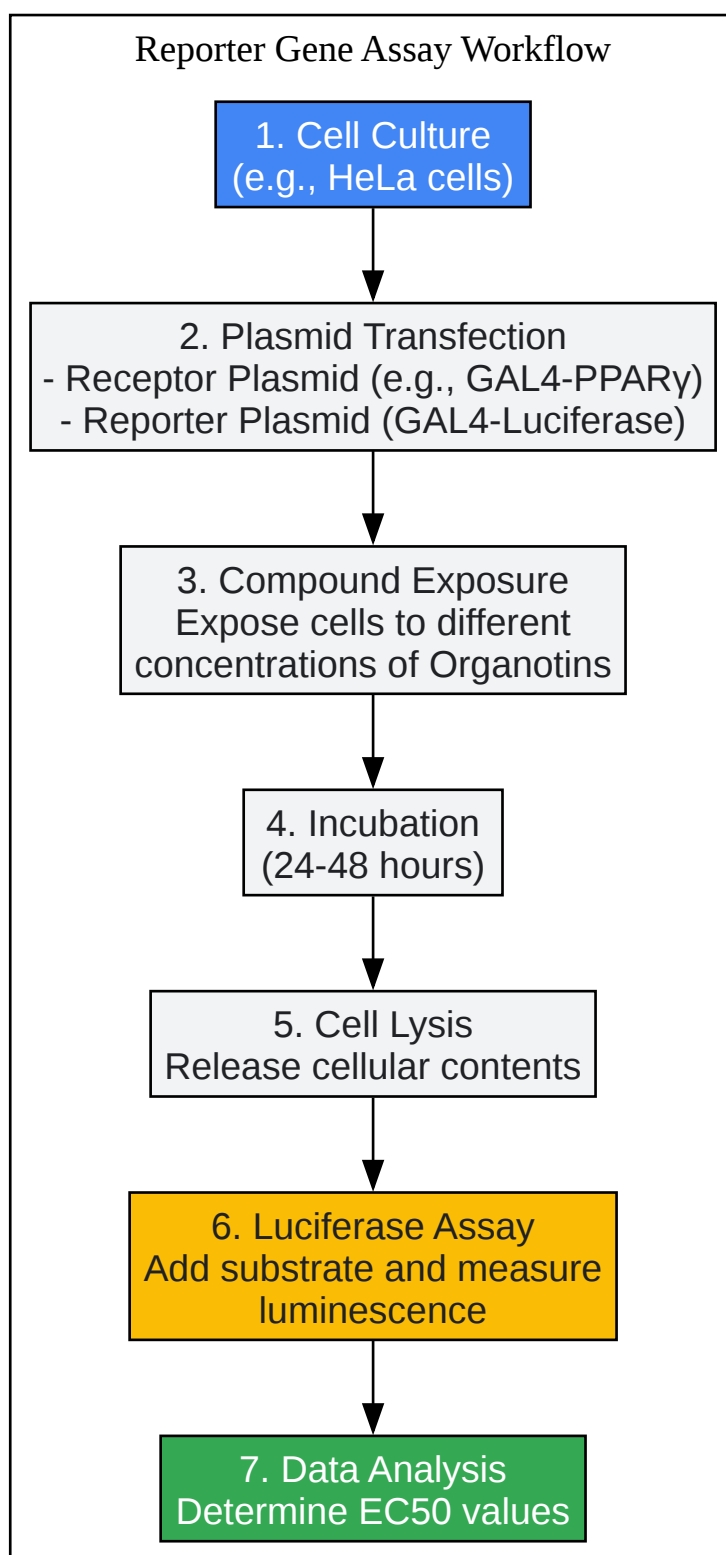 Reporter Gene Assay Workflow
1. Cell Culture
(e.g., HeLa cells)
2. Plasmid Transfection
- Receptor Plasmid (e.g., GAL4-PPARγ)
- Reporter Plasmid (GAL4-Luciferase)
3. Compound Exposure
Expose cells to different
concentrations of Organotins
4. Incubation
(24-48 hours)
5. Cell Lysis
Release cellular contents
6. Luciferase Assay
Add substrate and measure
luminescence
7. Data Analysis
Determine EC50 values